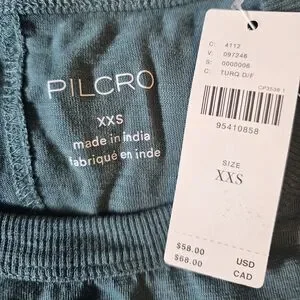 PILCRO
XXS
made in india
fabriqué en inde
C: 4112
V: 097246
S: 0000006
C: TURQ D/F
CP3508 1
95410858
SIZE
XXS
$58.00 USD
$68.00 CAD